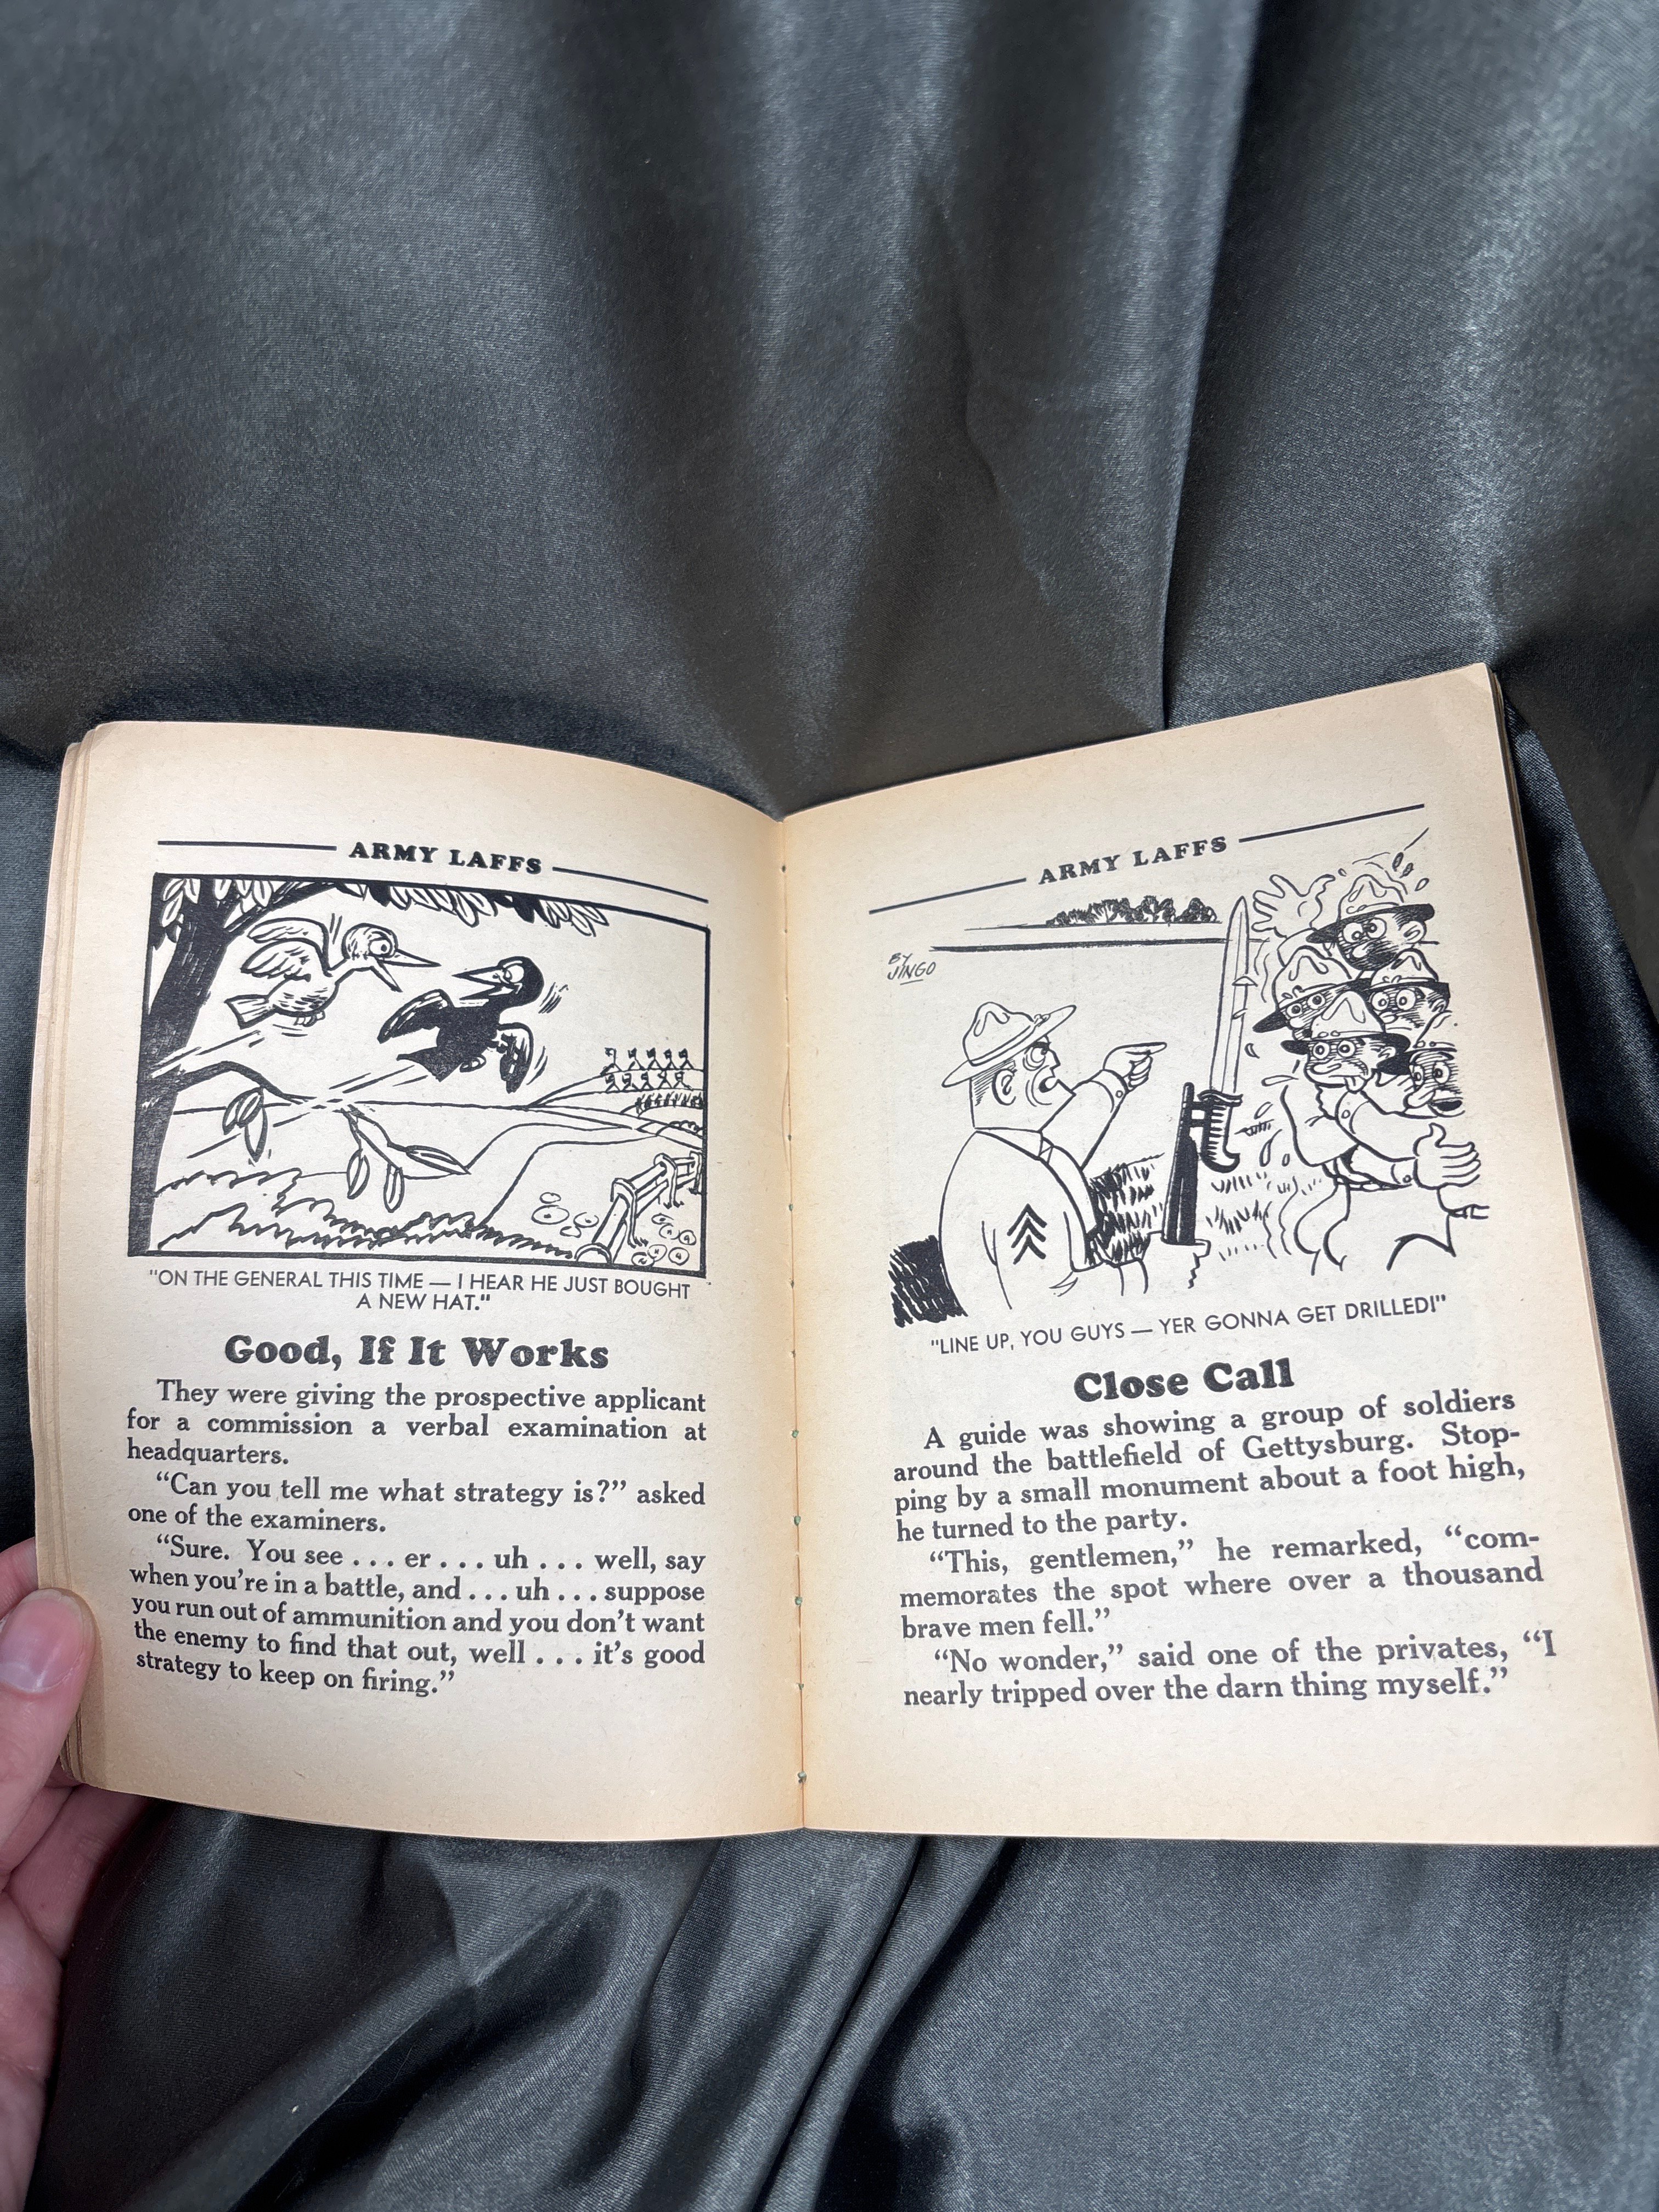 ARMY LAFFS
"ON THE GENERAL THIS TIME — I HEAR HE JUST BOUGHT
A NEW HAT."
Good, If It Works
They were giving the prospective applicant
for a commission a verbal examination at
headquarters.
“Can you tell me what strategy is?” asked
one of the examiners.
“Sure. You see . . . er . . . uh . . . well, say
when you’re in a battle, and . . . uh . . . suppose
you run out of ammunition and you don’t want
the enemy to find that out, well . . . it’s good
strategy to keep on firing.”
ARMY LAFFS
BY
JINGO
"LINE UP, YOU GUYS — YER GONNA GET DRILLED!"
Close Call
A guide was showing a group of soldiers
around the battlefield of Gettysburg. Stop-
ping by a small monument about a foot high,
he turned to the party.
“This, gentlemen,” he remarked, “com-
memorates the spot where over a thousand
brave men fell.”
“No wonder,” said one of the privates, “I
nearly tripped over the darn thing myself.”